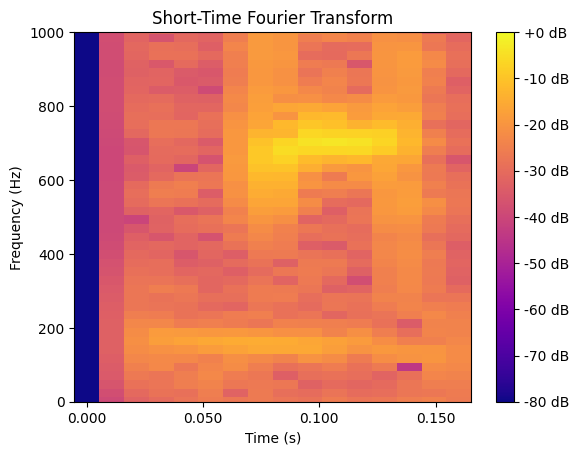 Short-Time Fourier Transform
1000
800
600
400
200
0
Frequency (Hz)
0.000
0.050
0.100
0.150
Time (s)
+0 dB
-10 dB
-20 dB
-30 dB
-40 dB
-50 dB
-60 dB
-70 dB
-80 dB